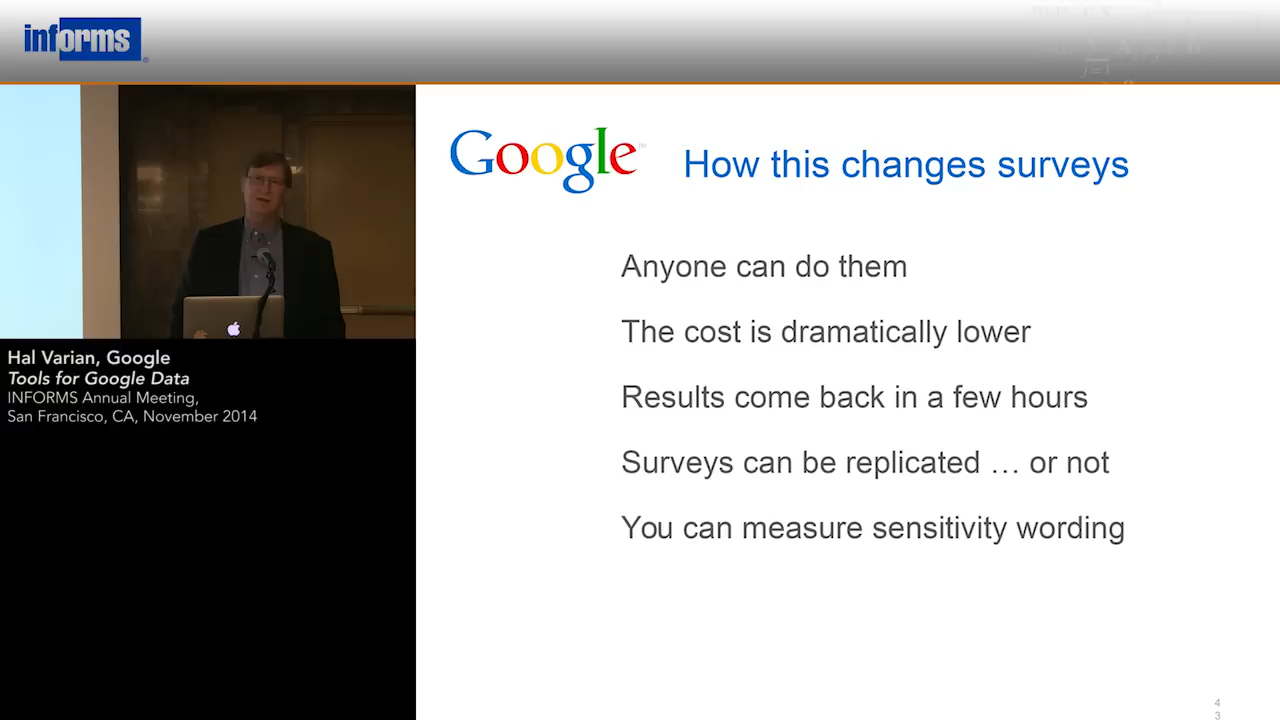 informs
Google
How this changes surveys
Anyone can do them
The cost is dramatically lower
Results come back in a few hours
Surveys can be replicated … or not
You can measure sensitivity wording
Hal Varian, Google
Tools for Google Data
INFORMS Annual Meeting,
San Francisco, CA, November 2014
4
3